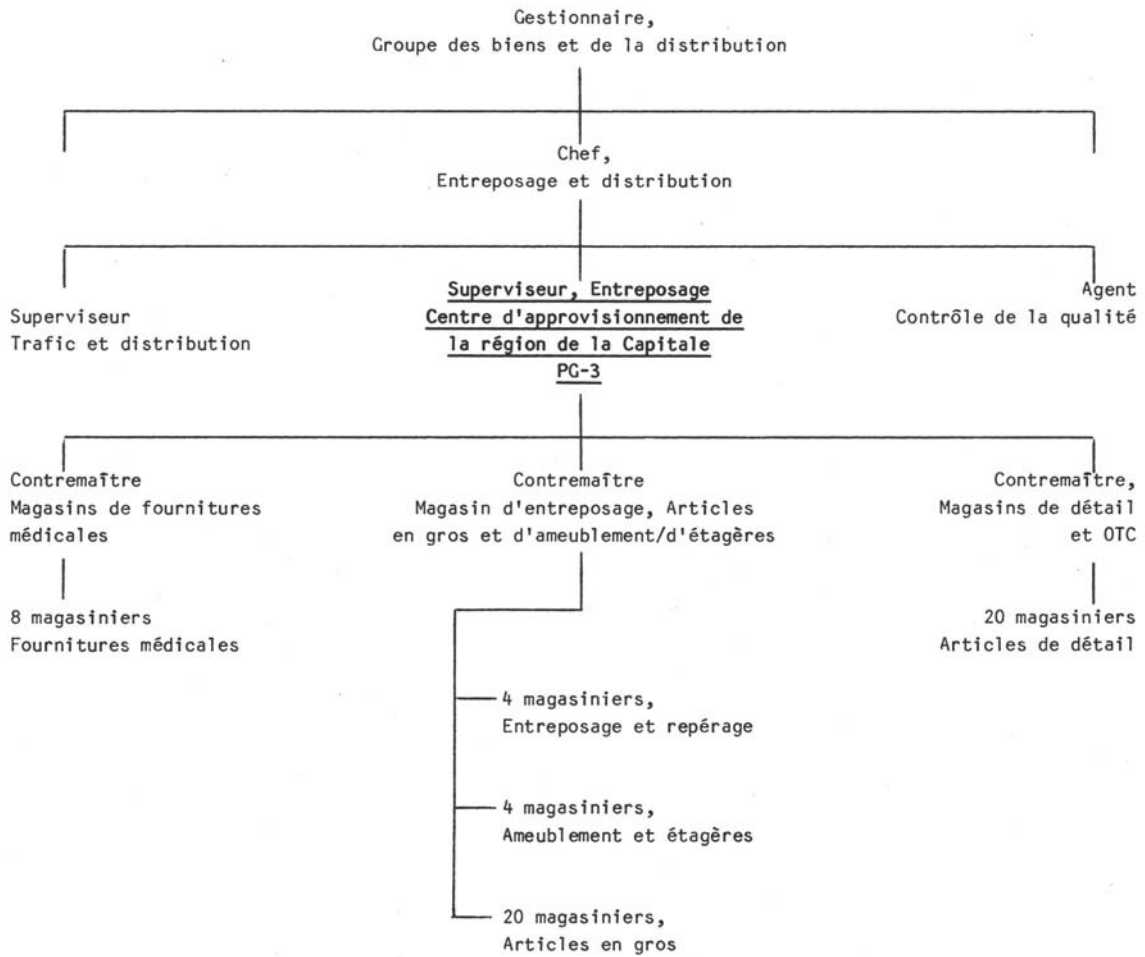 Gestionnaire,
Groupe des biens et de la distribution
Chef,
Entreposage et distribution
Superviseur
Trafic et distribution
Superviseur, Entreposage
Centre d'approvisionnement de
la région de la Capitale
PG-3
Agent
Contrôle de la qualité
Contremaître
Magasins de fournitures
médicales
Contremaître
Magasin d'entreposage, Articles
en gros et d'ameublement/d'étagères
Contremaître,
Magasins de détail
et OTC
8 magasiniers
Fournitures médicales
20 magasiniers
Articles de détail
4 magasiniers,
Entreposage et repérage
4 magasiniers,
Ameublement et étagères
20 magasiniers,
Articles en gros